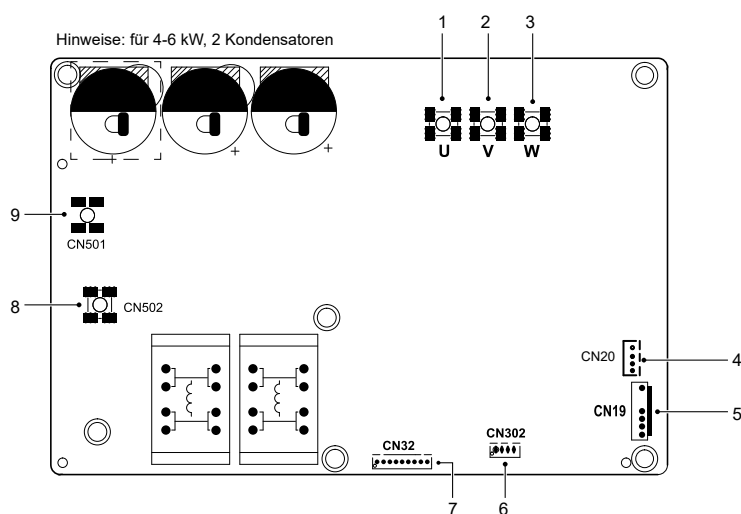 1 2 3
Hinweise: für 4-6 kW, 2 Kondensatoren
+ + +
U V W
9
CN501
8 CN502
CN20 4
CN19 5
CN302
CN32
7 6